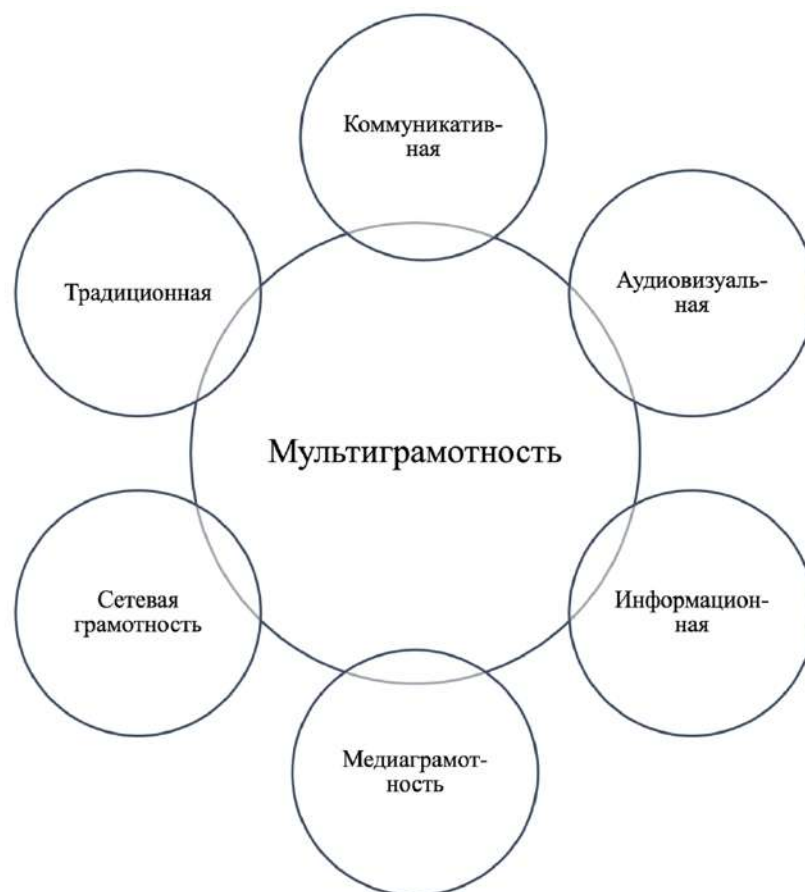 Коммуникатив-
ная
Традиционная
Аудиовизуаль-
ная
Мультиграмотность
Сетевая
грамотность
Информацион-
ная
Медиаграмот-
ность